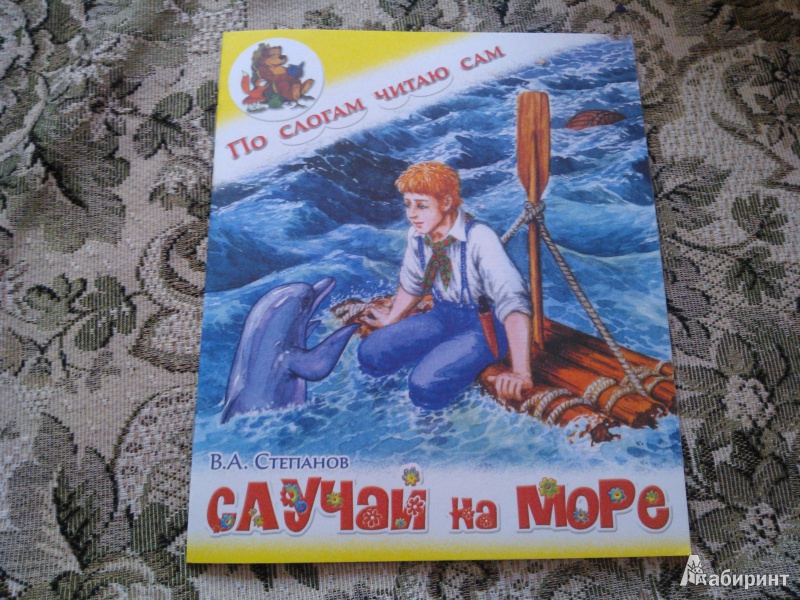 По слогам читаю сам
В.А. Степанов
Случай на море
Лабиринт